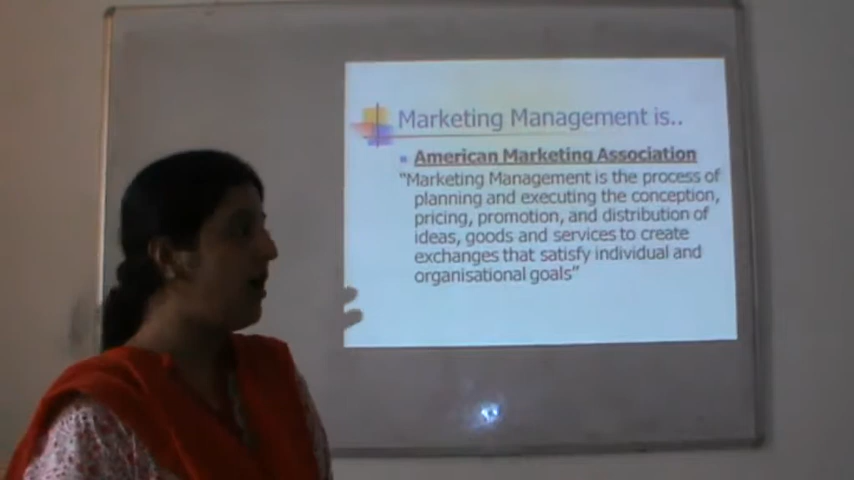 Marketing Management is..
American Marketing Association
"Marketing Management is the process of
planning and executing the conception,
pricing, promotion, and distribution of
ideas, goods and services to create
exchanges that satisfy individual and
organisational goals"